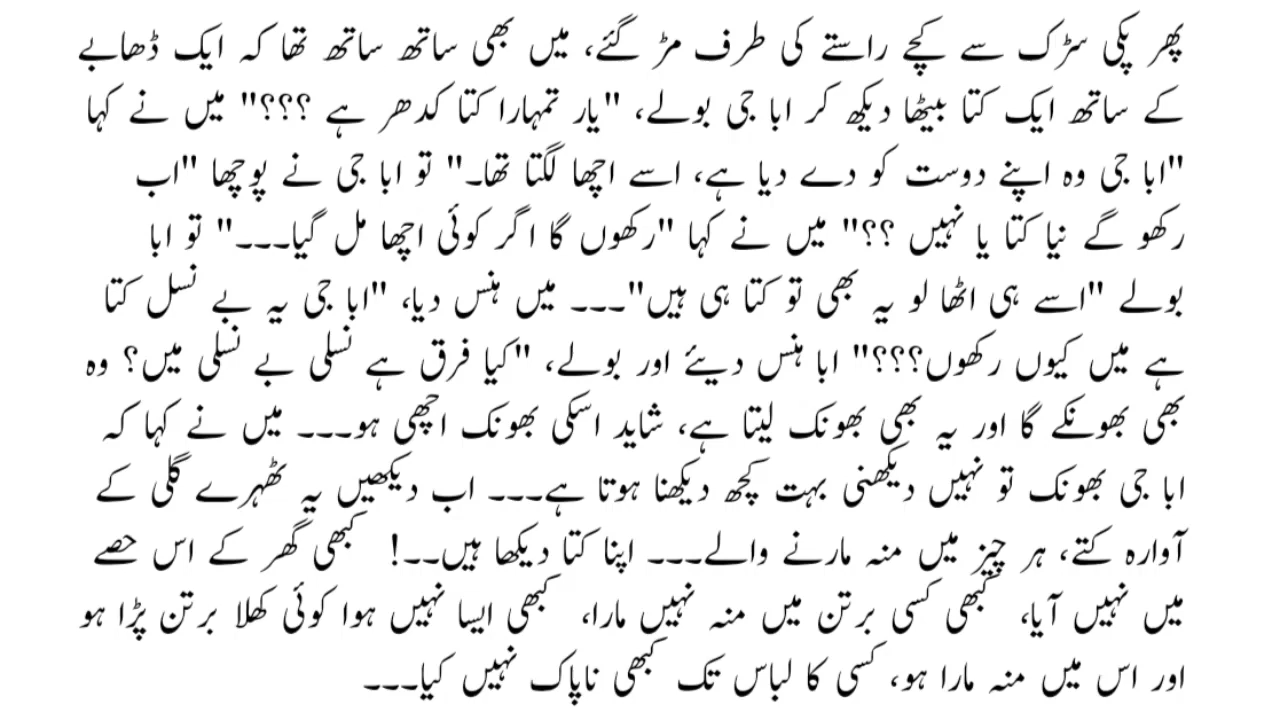 پھر پکی سڑک سے کچے راستے کی طرف مڑ گئے، میں بھی ساتھ ساتھ تھا کہ ایک ڈھابے
کے ساتھ ایک کتا بیٹھا دیکھ کر ابا جی بولے، "یار تمہارا کتا کدھر ہے ؟؟؟" میں نے کہا
"ابا جی وہ اپنے دوست کو دے دیا ہے، اسے اچھا لگتا تھا۔" تو ابا جی نے پوچھا "اب
رکھو گے نیا کتا یا نہیں ؟؟" میں نے کہا "رکھوں گا اگر کوئی اچھا مل گیا۔۔۔" تو ابا
بولے "اسے ہی اٹھا لو یہ بھی تو کتا ہی ہیں"۔۔۔ میں ہنس دیا، "ابا جی یہ بے نسل کتا
ہے میں کیوں رکھوں؟؟؟" ابا ہنس دیئے اور بولے، "کیا فرق ہے نسلی بے نسلی میں؟ وہ
بھی بھونکے گا اور یہ بھی بھونک لیتا ہے، شاید اسکی بھونک اچھی ہو۔۔۔ میں نے کہا کہ
ابا جی بھونک تو نہیں دیکھنی بہت کچھ دیکھنا ہوتا ہے۔۔۔ اب دیکھیں یہ ٹھہرے گلی کے
آوارہ کتے، ہر چیز میں منہ مارنے والے۔۔۔ اپنا کتا دیکھا ہیں۔۔! کبھی گھر کے اس حصے
میں نہیں آیا، کبھی کسی برتن میں منہ نہیں مارا، کبھی ایسا نہیں ہوا کوئی کھلا برتن پڑا ہو
اور اس میں منہ مارا ہو، کسی کا لباس تک کبھی ناپاک نہیں کیا۔۔۔